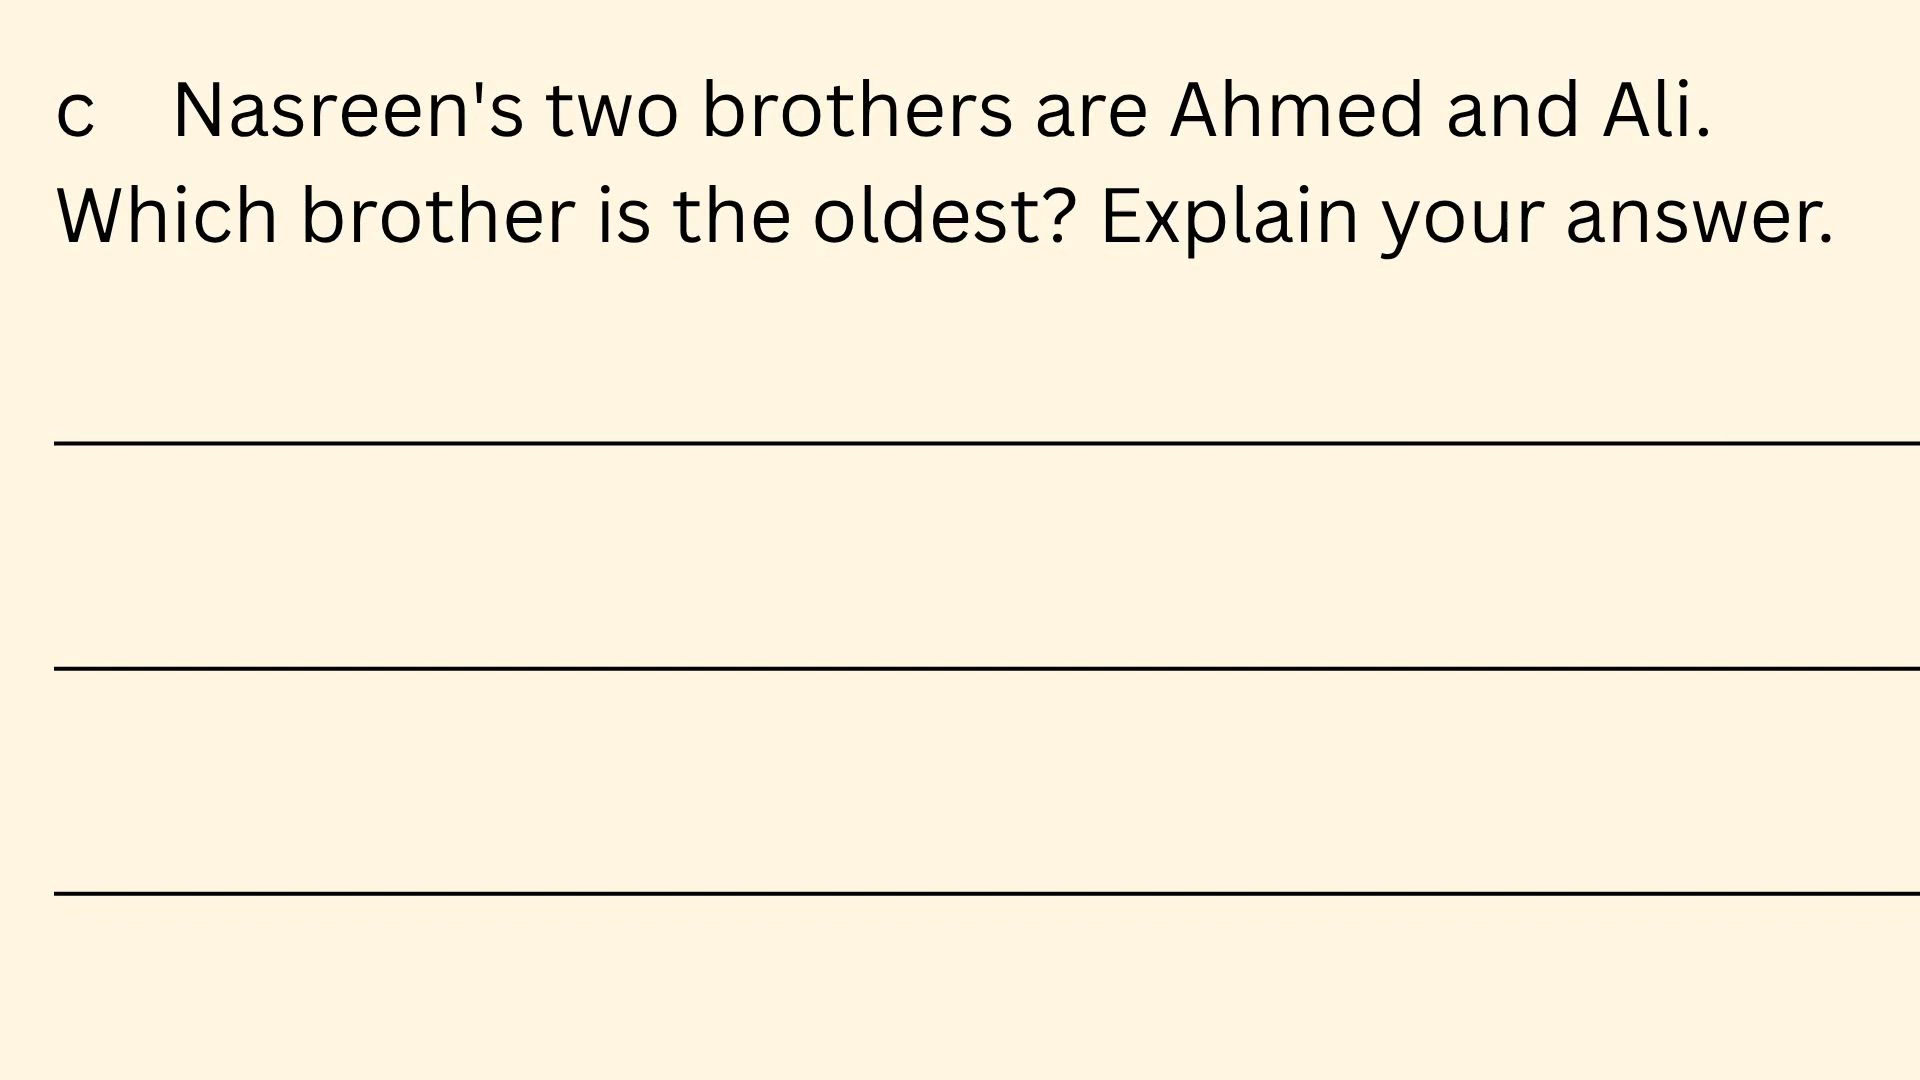 c Nasreen's two brothers are Ahmed and Ali.
Which brother is the oldest? Explain your answer.